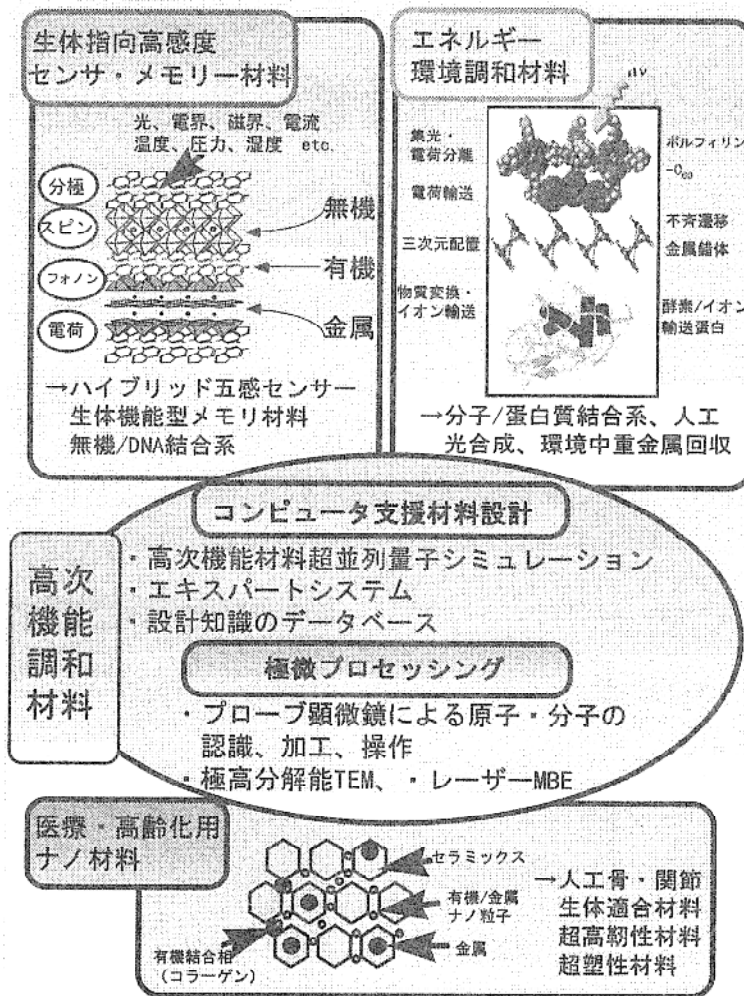 生体指向高感度
センサ・メモリー材料
光、電界、磁界、電流
温度、圧力、湿度 etc.
分極
スピン
フォノン
電荷
無機
有機
金属
→ハイブリッド五感センサー
生体機能型メモリ材料
無機/DNA結合系
エネルギー
環境調和材料
hν
集光・
電荷分離
電荷輸送
三次元配置
物質変換・
イオン輸送
ポルフィリン
-C₆₀
不斉遷移
金属錯体
酵素/イオン
輸送蛋白
→分子/蛋白質結合系、人工
光合成、環境中重金属回収
高次
機能
調和
材料
コンピュータ支援材料設計
・高次機能材料超並列量子シミュレーション
・エキスパートシステム
・設計知識のデータベース
極微プロセッシング
・プローブ顕微鏡による原子・分子の
認識、加工、操作
・極高分解能TEM、・レーザーMBE
医療・高齢化用
ナノ材料
セラミックス
有機/金属
ナノ粒子
金属
有機結合相
(コラーゲン)
→人工骨・関節
生体適合材料
超高靭性材料
超塑性材料